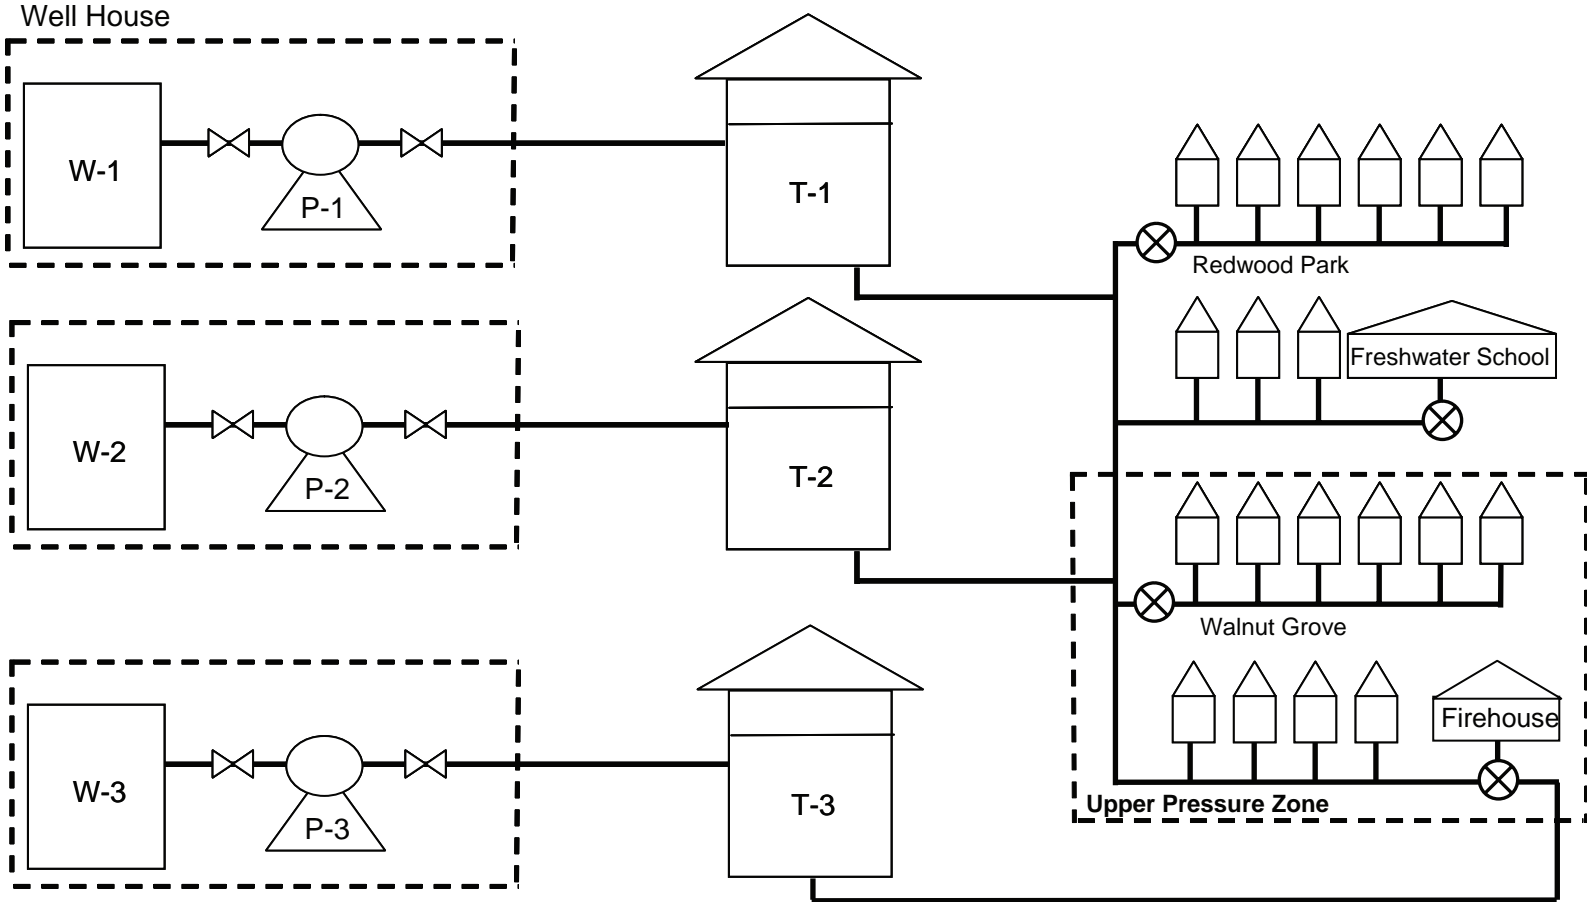 Well House
W-1
P-1
T-1
Redwood Park
Freshwater School
W-2
P-2
T-2
Walnut Grove
Firehouse
Upper Pressure Zone
W-3
P-3
T-3